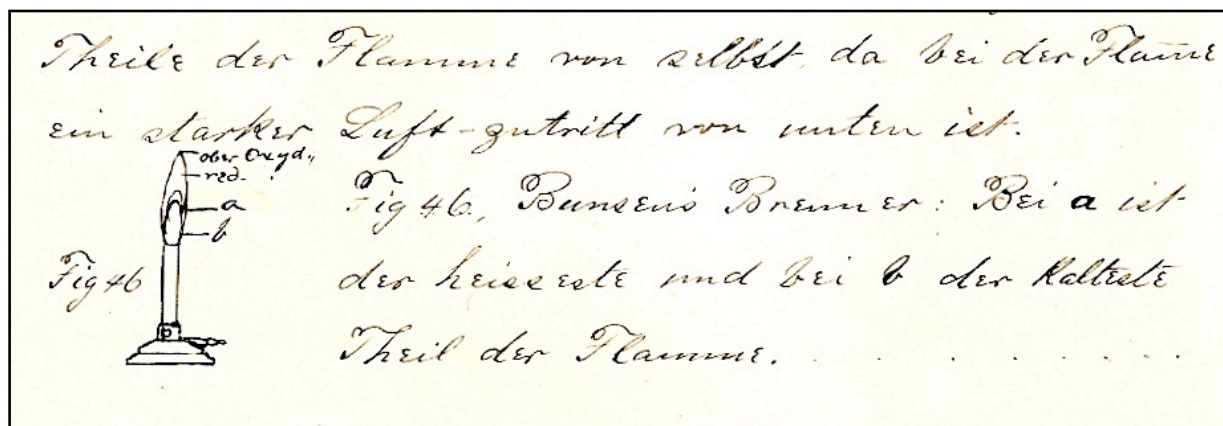 Theile der Flamme von selbst, da bei der Flam̄e
ein starker Luft-zutritt von unten ist.
ober Oxyd.,,
red.
a
b
Fig 46
Fig 46, Bunsens Brenner: Bei a ist
der heisseste und bei b der kälteste
Theil der Flamme. . . . . . . . .